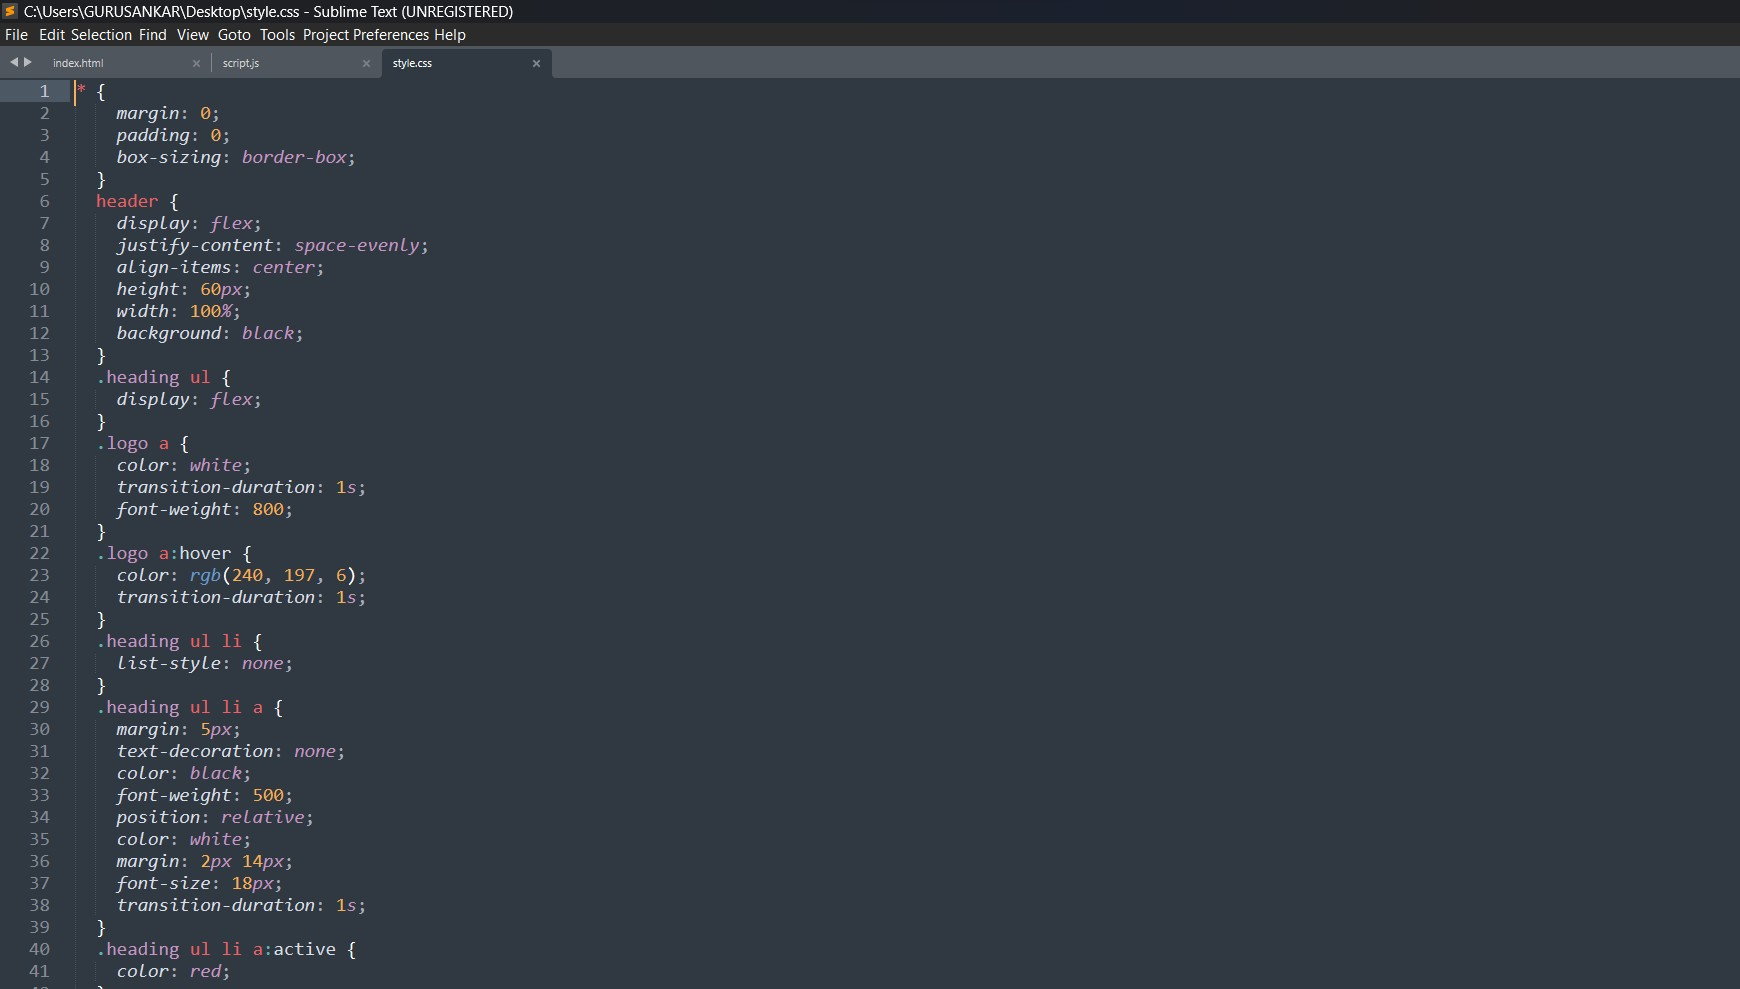 C:\Users\GURUSANKAR\Desktop\style.css - Sublime Text (UNREGISTERED)
File Edit Selection Find View Goto Tools Project Preferences Help
index.html × script.js × style.css ×
1 * {
2 margin: 0;
3 padding: 0;
4 box-sizing: border-box;
5 }
6 header {
7 display: flex;
8 justify-content: space-evenly;
9 align-items: center;
10 height: 60px;
11 width: 100%;
12 background: black;
13 }
14 .heading ul {
15 display: flex;
16 }
17 .logo a {
18 color: white;
19 transition-duration: 1s;
20 font-weight: 800;
21 }
22 .logo a:hover {
23 color: rgb(240, 197, 6);
24 transition-duration: 1s;
25 }
26 .heading ul li {
27 list-style: none;
28 }
29 .heading ul li a {
30 margin: 5px;
31 text-decoration: none;
32 color: black;
33 font-weight: 500;
34 position: relative;
35 color: white;
36 margin: 2px 14px;
37 font-size: 18px;
38 transition-duration: 1s;
39 }
40 .heading ul li a:active {
41 color: red;